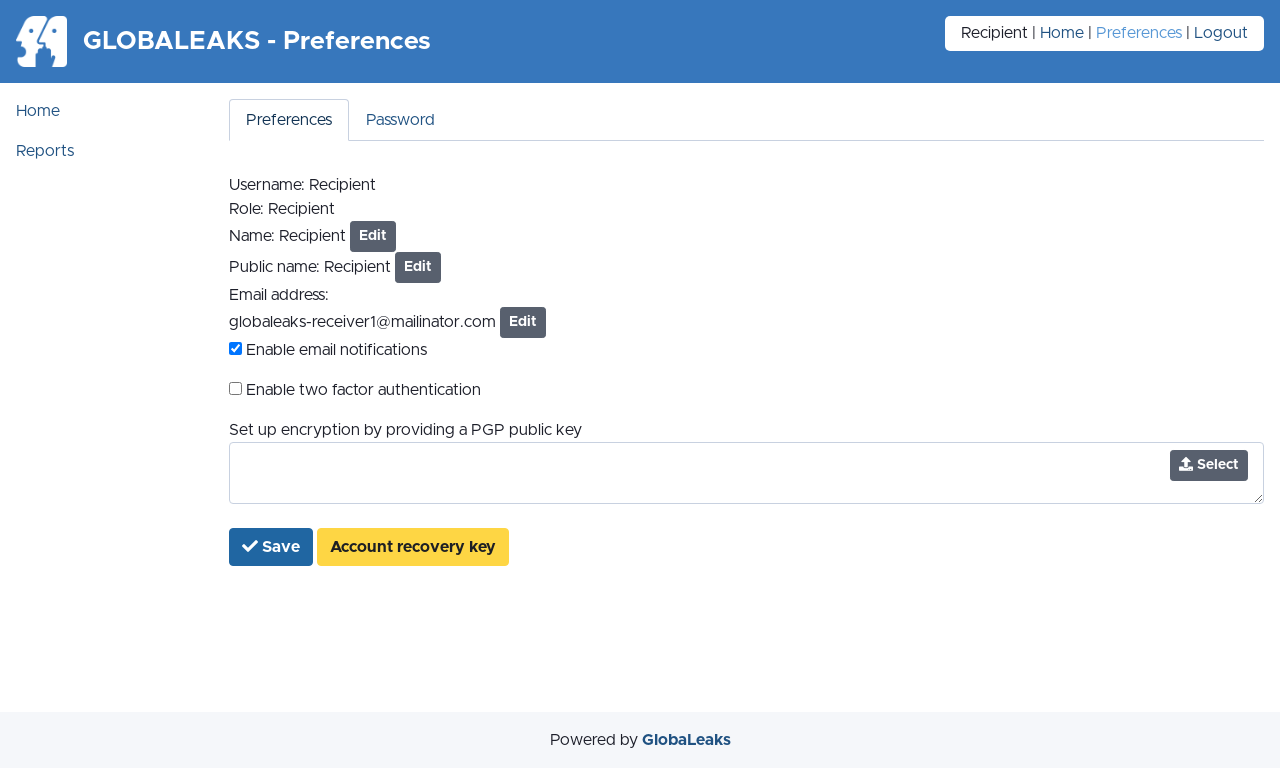 GLOBALEAKS - Preferences
Recipient | Home | Preferences | Logout
Home
Reports
Preferences
Password
Username: Recipient
Role: Recipient
Name: Recipient Edit
Public name: Recipient Edit
Email address:
globaleaks-receiver1@mailinator.com Edit
Enable email notifications
Enable two factor authentication
Set up encryption by providing a PGP public key
Select
Save Account recovery key
Powered by GlobaLeaks